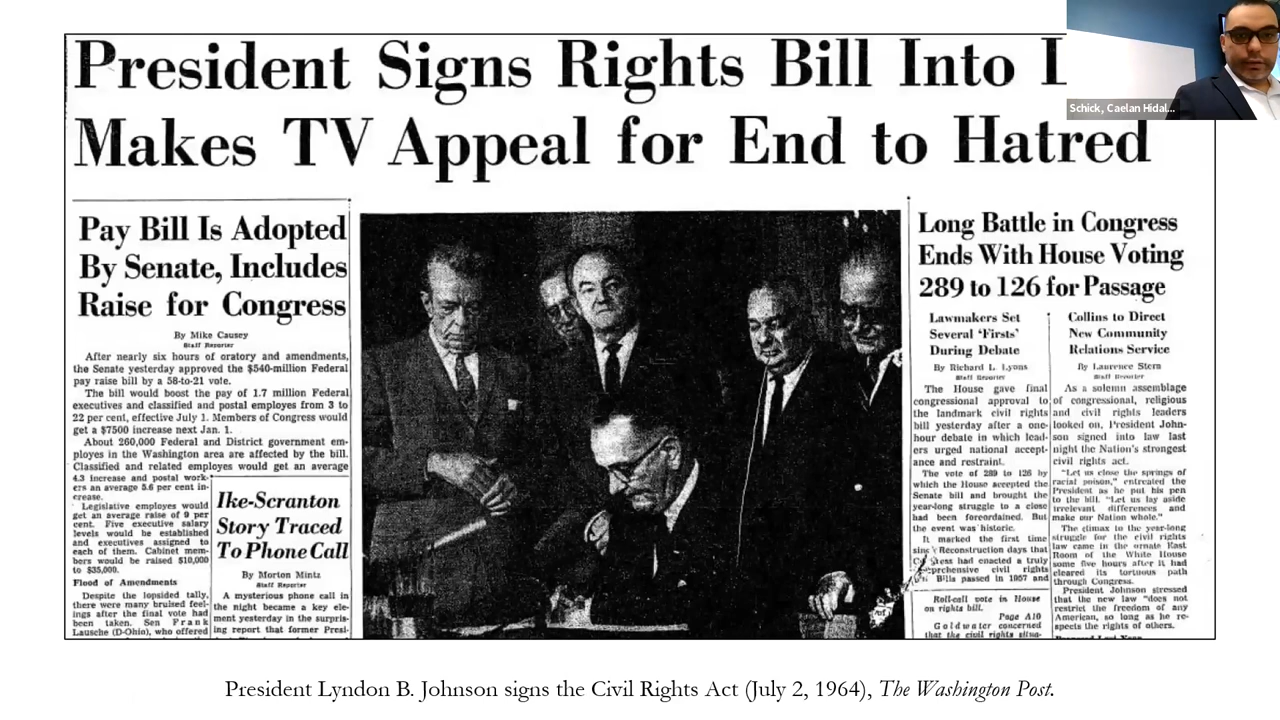 President Signs Rights Bill Into
Makes TV Appeal for End to Hatred
Schick, Caelan Hidal...
Pay Bill Is Adopted
By Senate, Includes
Raise for Congress
By Mike Causey
Staff Reporter
After nearly six hours of oratory and amendments,
the Senate yesterday approved the $540-million Federal
pay raise bill by a 58-to-21 vote.
The bill would boost the pay of 1.7 million Federal
executives and classified and postal employes from 3 to
22 per cent, effective July 1. Members of Congress would
get a $7500 increase next Jan. 1.
About 260,000 Federal and District government em-
ployes in the Washington area are affected by the bill.
Classified and related employes would get an average
4.3 increase and postal work-
ers an average 5.6 per cent in-
crease.
Legislative employes would
get an average raise of 9 per
cent. Five executive salary
levels would be established
and executives assigned to
each of them. Cabinet mem-
bers would be raised $10,000
to $35,000.
Flood of Amendments
Despite the lopsided tally,
there were many bruised feel-
ings after the final vote had
been taken. Sen Frank
Lausche (D-Ohio), who offered
Ike-Scranton
Story Traced
To Phone Call
By Morton Mintz
Staff Reporter
A mysterious phone call in
the night became a key ele-
ment yesterday in the surpris-
ing report that former Presi-
Long Battle in Congress
Ends With House Voting
289 to 126 for Passage
Lawmakers Set
Several ‘Firsts’
During Debate
By Richard L. Lyons
Staff Reporter
The House gave final
congressional approval to
the landmark civil rights
bill yesterday after a one-
hour debate in which lead-
ers urged national accept-
ance and restraint.
The vote of 289 to 126 by
which the House accepted the
Senate bill and brought the
year-long struggle to a close
had been foreordained. But
the event was historic.
It marked the first time
Reconstruction days that
had enacted a truly
civil rights
Bills passed in 1957 and
Roll-call vote in House
on rights bill.
Page A10
Goldwater concerned
that the civil rights situa-
Collins to Direct
New Community
Relations Service
By Laurence Stern
Staff Reporter
As a solemn assemblage
of congressional, religious
and civil rights leaders
looked on, President John-
son signed into law last
night the Nation's strongest
civil rights act.
"Let us close the springs of
racial poison," entreated the
President as he put his pen
to the bill. "Let us lay aside
irrelevant differences and
make our Nation whole."
The climax to the year-long
struggle for the civil rights
law came in the ornate East
Room of the White House
some five hours after it had
cleared its tortuous path
through Congress.
President Johnson stressed
that the new law "does not
restrict the freedom of any
American, so long as he re-
spects the rights of others.
President Lyndon B. Johnson signs the Civil Rights Act (July 2, 1964), The Washington Post.